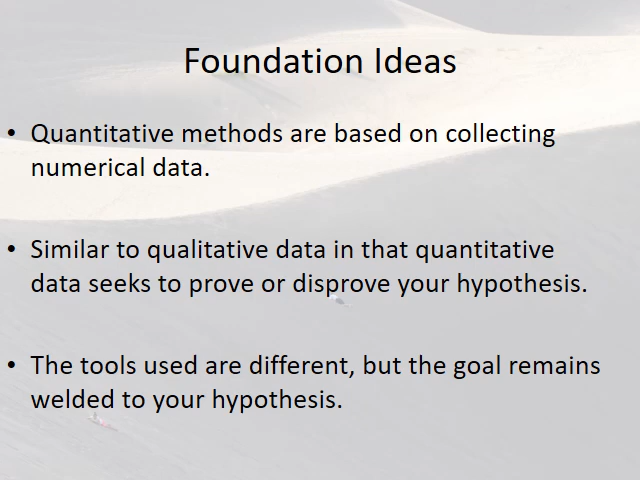 Foundation Ideas
• Quantitative methods are based on collecting
numerical data.
• Similar to qualitative data in that quantitative
data seeks to prove or disprove your hypothesis.
• The tools used are different, but the goal remains
welded to your hypothesis.